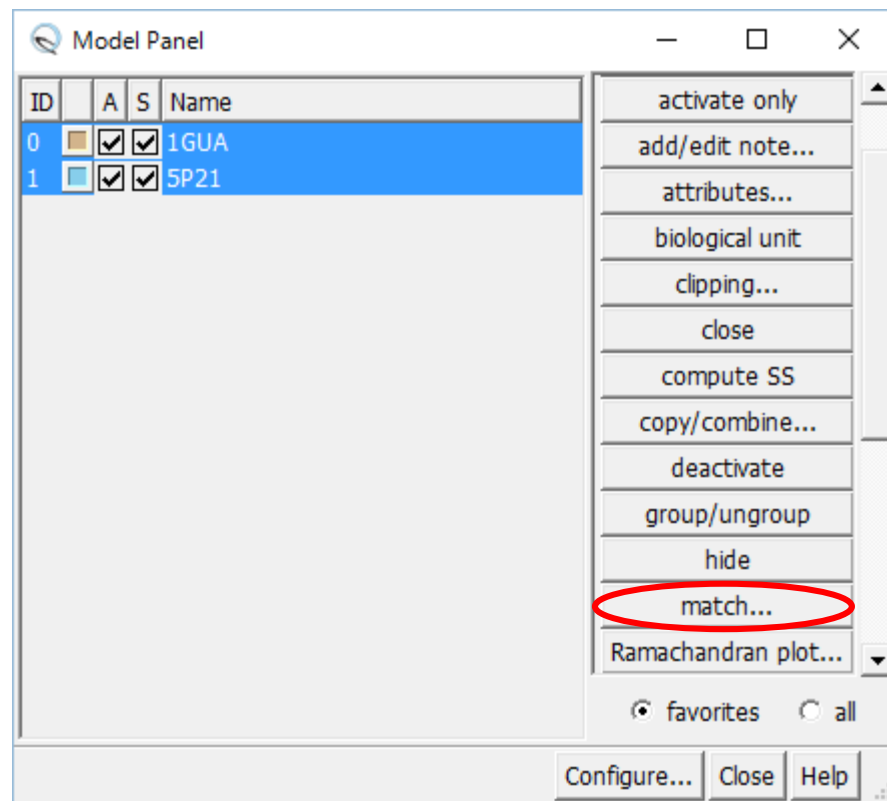 Model Panel
ID A S Name
0 1GUA
1 5P21
activate only
add/edit note...
attributes...
biological unit
clipping...
close
compute SS
copy/combine...
deactivate
group/ungroup
hide
match...
Ramachandran plot...
favorites all
Configure... Close Help